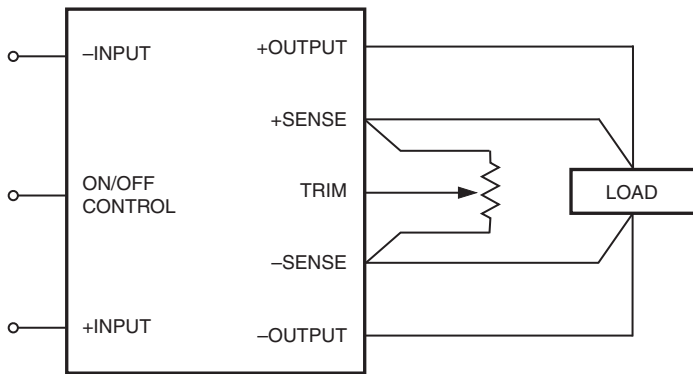 –INPUT
ON/OFF
CONTROL
+INPUT
+OUTPUT
+SENSE
TRIM
–SENSE
–OUTPUT
LOAD